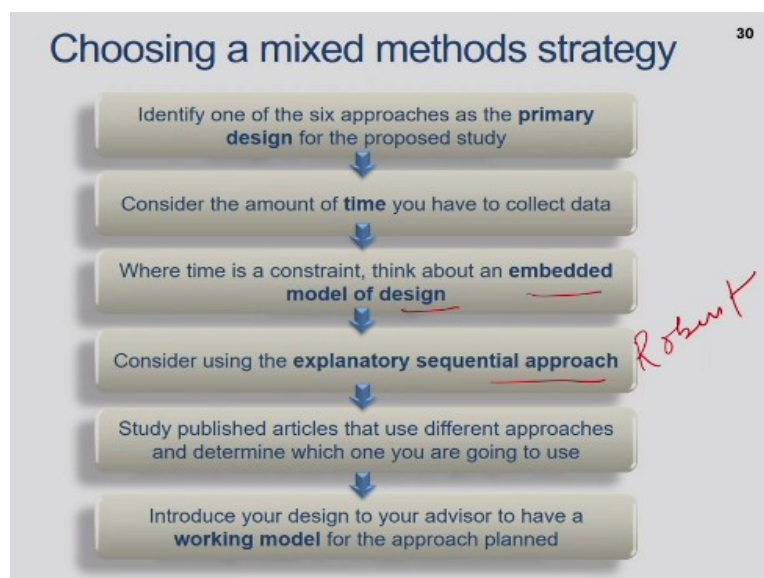 30
Choosing a mixed methods strategy
Identify one of the six approaches as the primary
design for the proposed study
Consider the amount of time you have to collect data
Where time is a constraint, think about an embedded
model of design
Consider using the explanatory sequential approach
Robust
Study published articles that use different approaches
and determine which one you are going to use
Introduce your design to your advisor to have a
working model for the approach planned